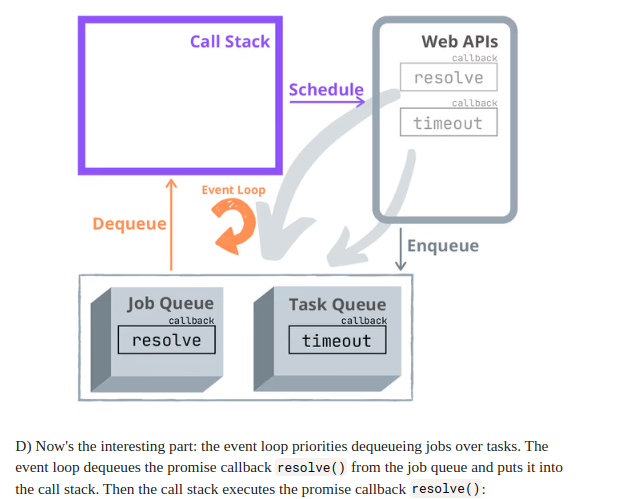 Call Stack
Web APIs
callback
resolve
Schedule
callback
timeout
Event Loop
Dequeue
Enqueue
Job Queue
callback
resolve
Task Queue
callback
timeout
D) Now's the interesting part: the event loop priorities dequeueing jobs over tasks. The
event loop dequeues the promise callback resolve() from the job queue and puts it into
the call stack. Then the call stack executes the promise callback resolve():